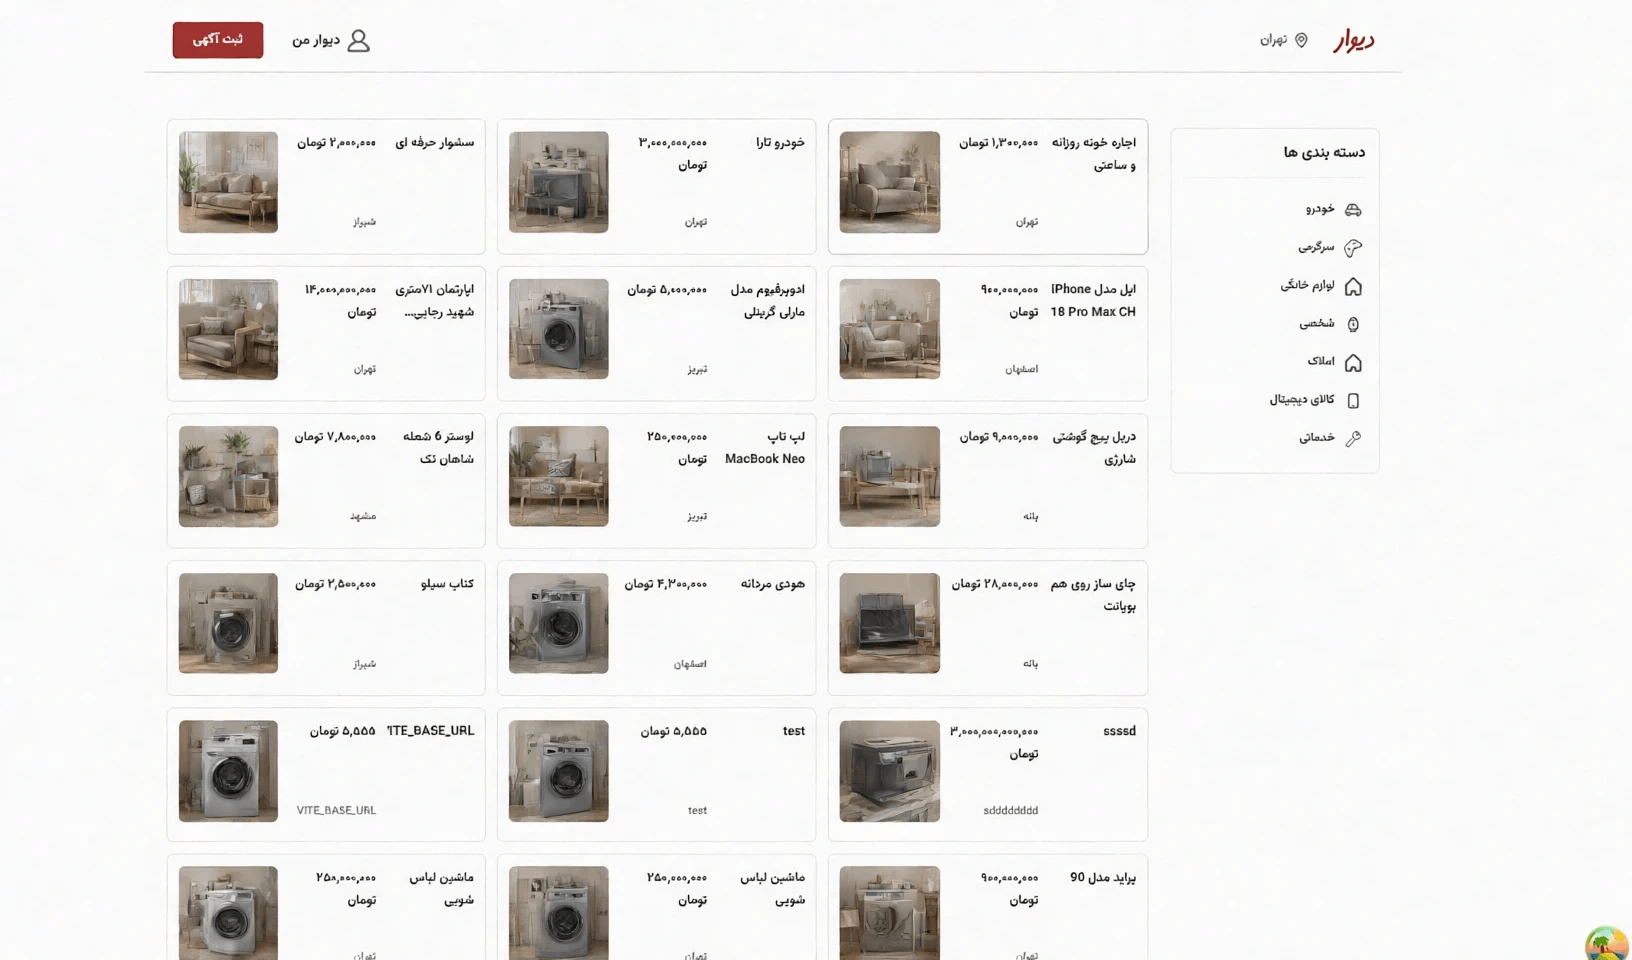 دیوار
تهران
دیوار من
ثبت آگهی
دسته بندی ها
خودرو
سرگرمی
لوازم خانگی
شخصی
املاک
کالای دیجیتال
خدماتی
اجاره خونه روزانه
و ساعتی
۱,۳۰۰,۰۰۰ تومان
تهران
خودرو تارا
۳,۰۰۰,۰۰۰,۰۰۰
تومان
تهران
سشوار حرفه ای
۲,۰۰۰,۰۰۰ تومان
شیراز
اپل مدل iPhone
18 Pro Max CH
۹۰۰,۰۰۰,۰۰۰
تومان
اصفهان
ادوپرفیوم مدل
مارلی گرینلی
۵,۰۰۰,۰۰۰ تومان
تبریز
اپارتمان ۷۱متری
شهید رجایی...
۱۴,۰۰۰,۰۰۰,۰۰۰
تومان
تهران
دریل پیچ گوشتی
شارژی
۹,۰۰۰,۰۰۰ تومان
بانه
لپ تاپ
MacBook Neo
۲۵۰,۰۰۰,۰۰۰
تومان
تبریز
لوستر 6 شعله
شاهان تک
۷,۸۰۰,۰۰۰ تومان
مشهد
چای ساز روی هم
بویانت
۲۸,۰۰۰,۰۰۰ تومان
بانه
هودی مردانه
۴,۳۰۰,۰۰۰ تومان
اصفهان
کتاب سیلو
۲,۵۰۰,۰۰۰ تومان
شیراز
ssssd
۳,۰۰۰,۰۰۰,۰۰۰,۰۰۰
تومان
sddddddd
test
۵,۵۵۵ تومان
test
VITE_BASE_URL
۵,۵۵۵ تومان
VITE_BASE_URL
پراید مدل 90
۹۰۰,۰۰۰,۰۰۰
تومان
تهران
ماشین لباس
شویی
۲۵۰,۰۰۰,۰۰۰
تومان
تهران
ماشین لباس
شویی
۲۵۰,۰۰۰,۰۰۰
تومان
تهران